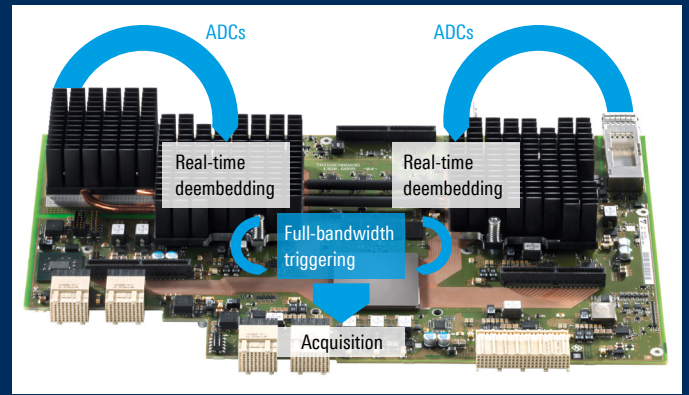 ADCs
ADCs
Real-time
deembedding
Real-time
deembedding
Full-bandwidth
triggering
Acquisition